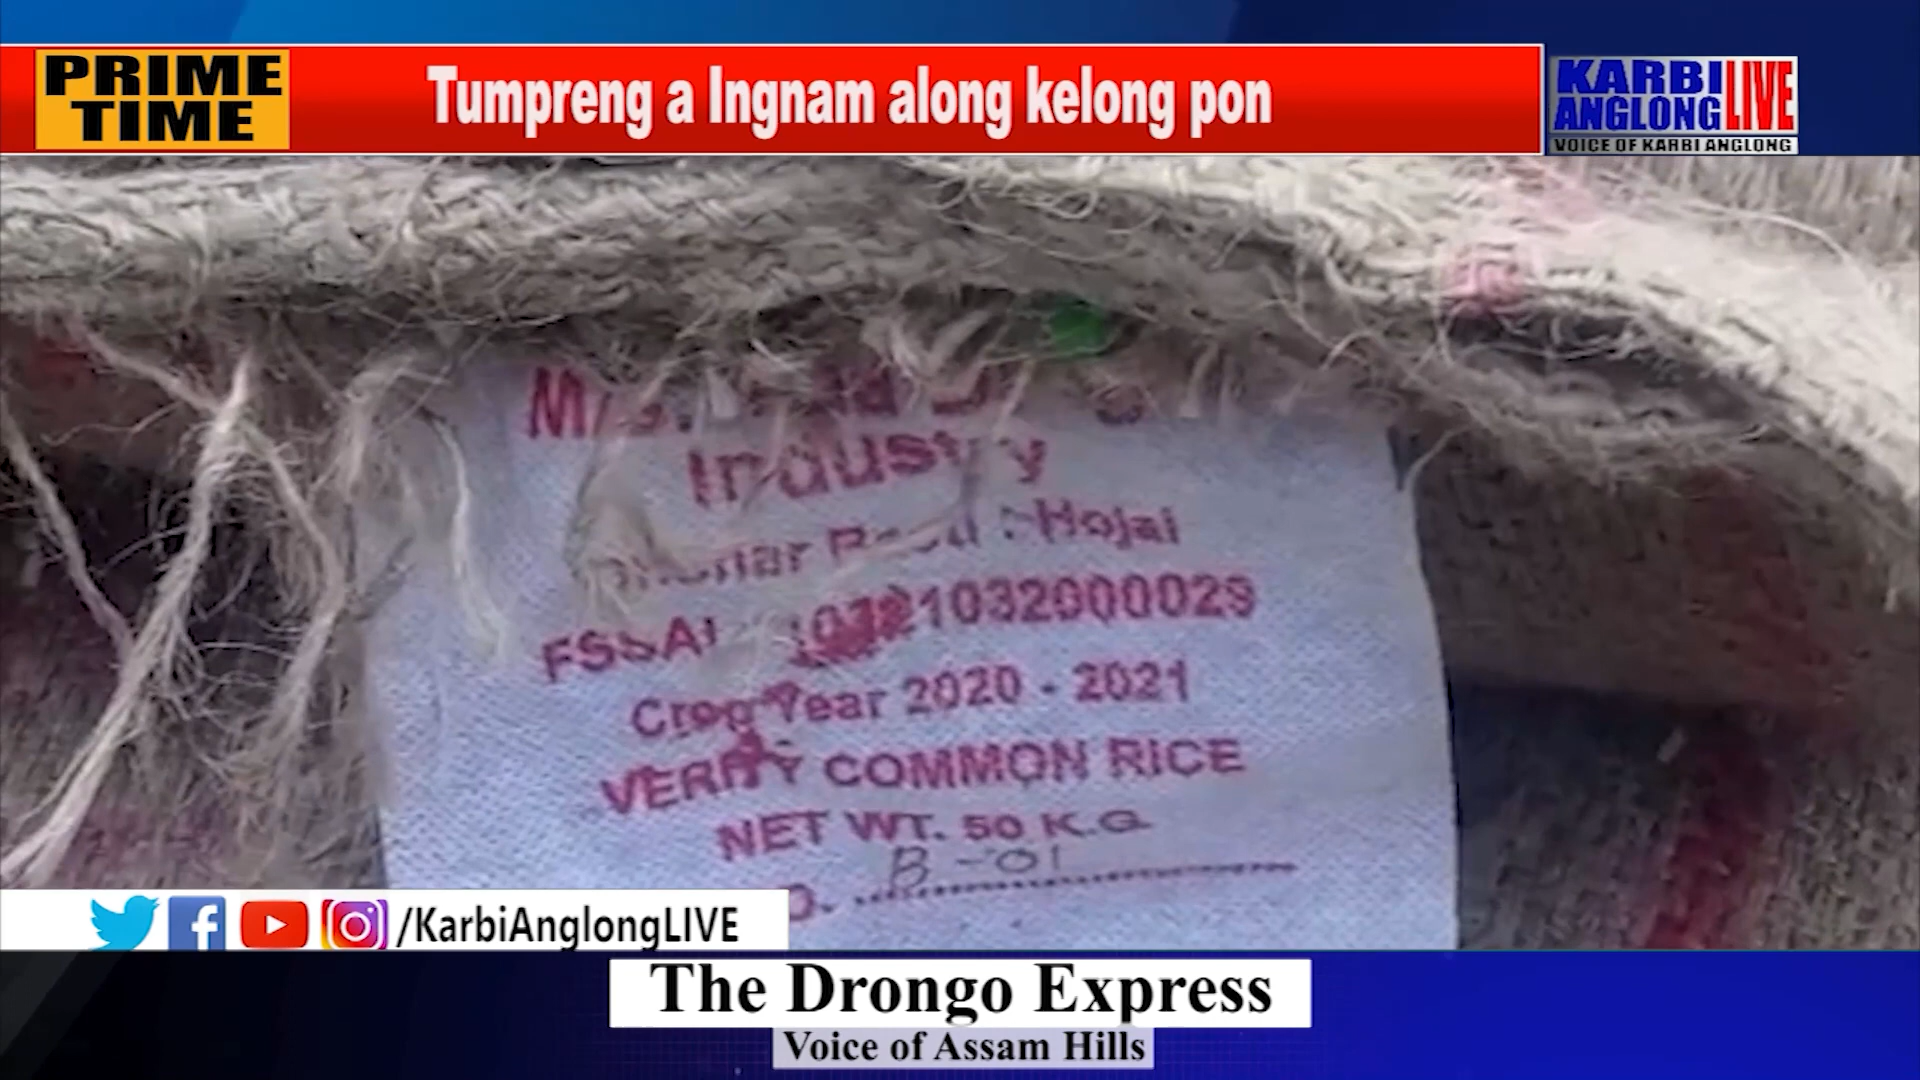 PRIME
TIME
Tumpreng a Ingnam along kelong pon
KARBI
ANGLONG
LIVE
VOICE OF KARBI ANGLONG
Industry
: Hojai
FSSAI
Crop Year 2020 - 2021
VERITY COMMON RICE
NET WT. 50 K.G
B-01
/KarbiAnglongLIVE
The Drongo Express
Voice of Assam Hills